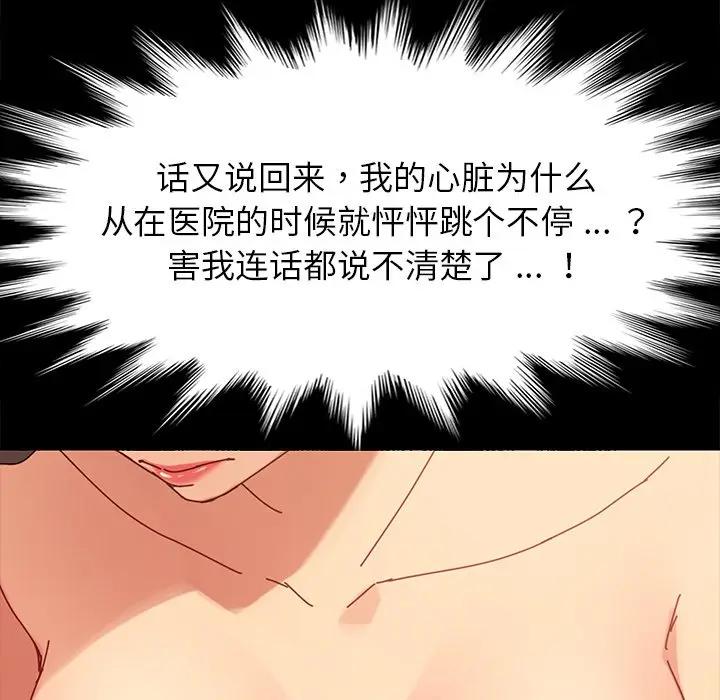 话又说回来，我的心脏为什么
从在医院的时候就怦怦跳个不停 ... ？
害我连话都说不清楚了 ... ！